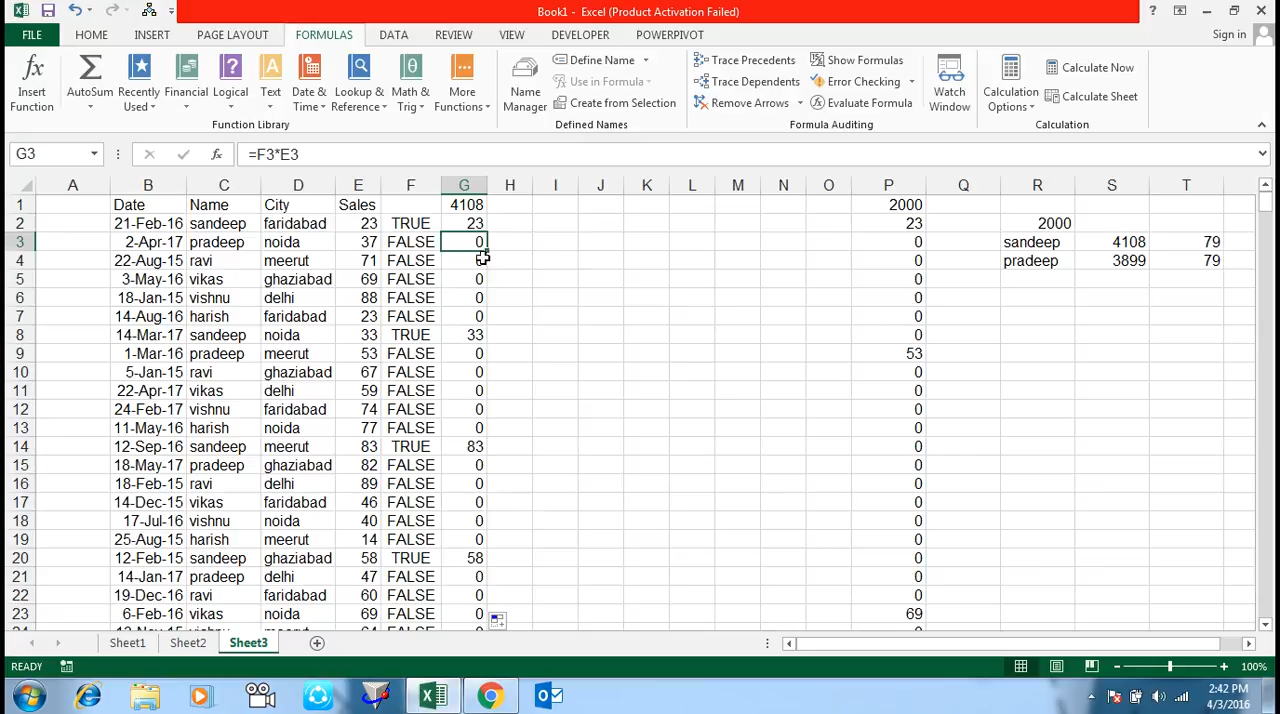 Book1 - Excel (Product Activation Failed)
FILE HOME INSERT PAGE LAYOUT FORMULAS DATA REVIEW VIEW DEVELOPER POWERPIVOT Sign in
Insert Function
AutoSum
Recently Used
Financial
Logical
Text
Date & Time
Lookup & Reference
Math & Trig
More Functions
Function Library
Name Manager
Define Name
Use in Formula
Create from Selection
Defined Names
Trace Precedents
Trace Dependents
Remove Arrows
Show Formulas
Error Checking
Evaluate Formula
Formula Auditing
Watch Window
Calculation Options
Calculate Now
Calculate Sheet
Calculation
G3 fx =F3*E3
A B C D E F G H I J K L M N O P Q R S T
1 Date Name City Sales 4108 2000
2 21-Feb-16 sandeep faridabad 23 TRUE 23 23 2000
3 2-Apr-17 pradeep noida 37 FALSE 0 0 sandeep 4108 79
4 22-Aug-15 ravi meerut 71 FALSE 0 pradeep 3899 79
5 3-May-16 vikas ghaziabad 69 FALSE 0 0
6 18-Jan-15 vishnu delhi 88 FALSE 0 0
7 14-Aug-16 harish faridabad 23 FALSE 0 0
8 14-Mar-17 sandeep noida 33 TRUE 33 0
9 1-Mar-16 pradeep meerut 53 FALSE 0 53
10 5-Jan-15 ravi ghaziabad 67 FALSE 0 0
11 22-Apr-17 vikas delhi 59 FALSE 0 0
12 24-Feb-17 vishnu faridabad 74 FALSE 0 0
13 11-May-16 harish noida 77 FALSE 0 0
14 12-Sep-16 sandeep meerut 83 TRUE 83 0
15 18-May-17 pradeep ghaziabad 82 FALSE 0 0
16 18-Feb-15 ravi delhi 89 FALSE 0 0
17 14-Dec-15 vikas faridabad 46 FALSE 0 0
18 17-Jul-16 vishnu noida 40 FALSE 0 0
19 25-Aug-15 harish meerut 14 FALSE 0 0
20 12-Feb-15 sandeep ghaziabad 58 TRUE 58 0
21 14-Jan-17 pradeep delhi 47 FALSE 0 0
22 19-Dec-16 ravi faridabad 60 FALSE 0 0
23 6-Feb-16 vikas noida 69 FALSE 0 69
Sheet1 Sheet2 Sheet3
READY 100%
2:42 PM
4/3/2016